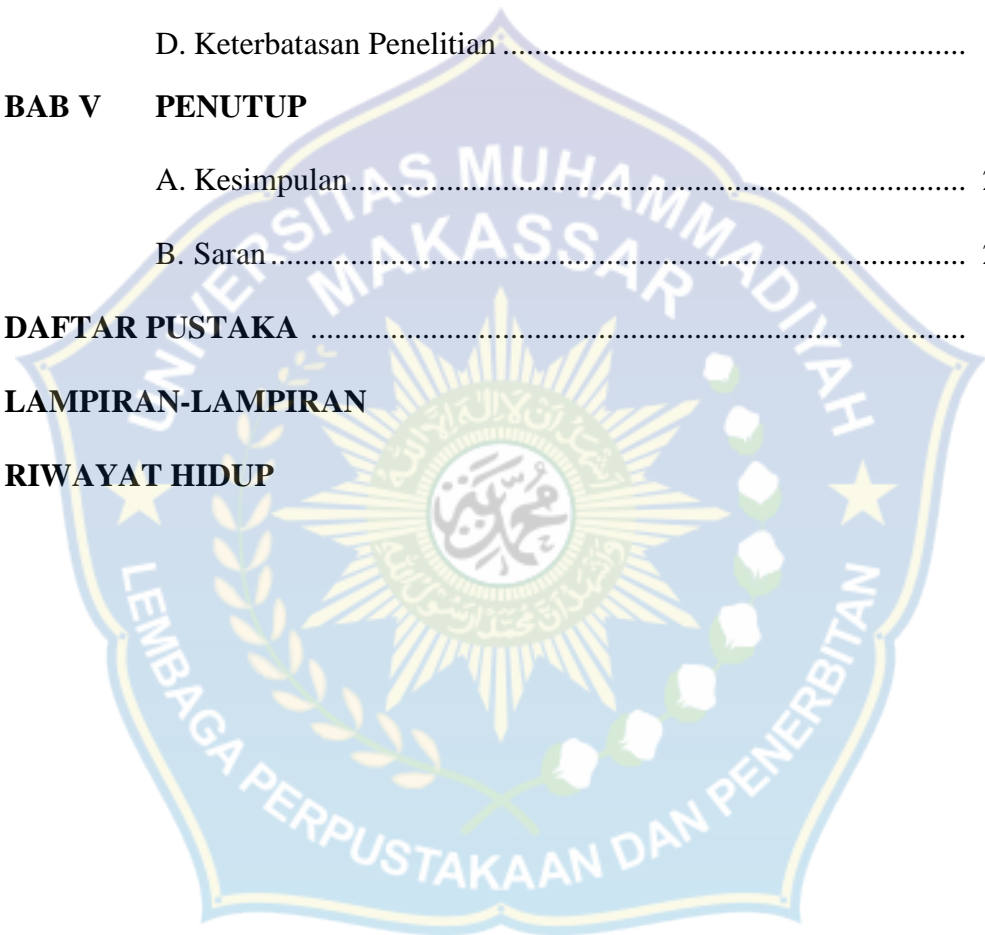 D. Keterbatasan Penelitian ..........................................................
BAB V PENUTUP
A. Kesimpulan.............................................................................
B. Saran.......................................................................................
DAFTAR PUSTAKA ..................................................................................
LAMPIRAN-LAMPIRAN
RIWAYAT HIDUP
UNIVERSITAS MUHAMMADIYAH
MAKASSAR
LEMBAGA PERPUSTAKAAN DAN PENERBITAN